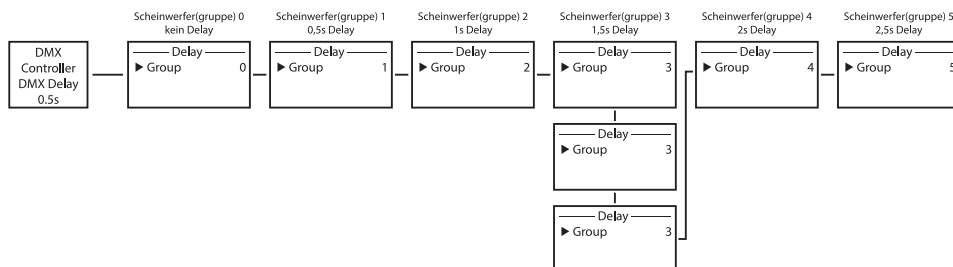 Scheinwerfer(gruppe) 0
kein Delay
Scheinwerfer(gruppe) 1
0,5s Delay
Scheinwerfer(gruppe) 2
1s Delay
Scheinwerfer(gruppe) 3
1,5s Delay
Scheinwerfer(gruppe) 4
2s Delay
Scheinwerfer(gruppe) 5
2,5s Delay
DMX
Controller
DMX Delay
0.5s
Delay
▶ Group 0
Delay
▶ Group 1
Delay
▶ Group 2
Delay
▶ Group 3
Delay
▶ Group 4
Delay
▶ Group 5
Delay
▶ Group 3
Delay
▶ Group 3